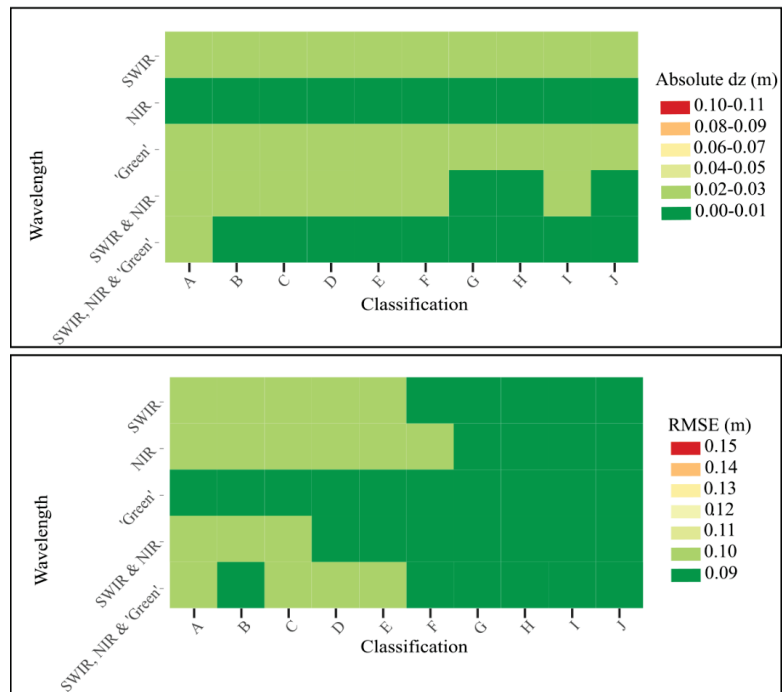 Absolute dz (m)
0.10-0.11
0.08-0.09
0.06-0.07
0.04-0.05
0.02-0.03
0.00-0.01
Wavelength
SWIR
NIR
'Green'
SWIR & NIR
SWIR, NIR & 'Green'
A B C D E F G H I J
Classification
RMSE (m)
0.15
0.14
0.13
0.12
0.11
0.10
0.09
Wavelength
SWIR
NIR
'Green'
SWIR & NIR
SWIR, NIR & 'Green'
A B C D E F G H I J
Classification